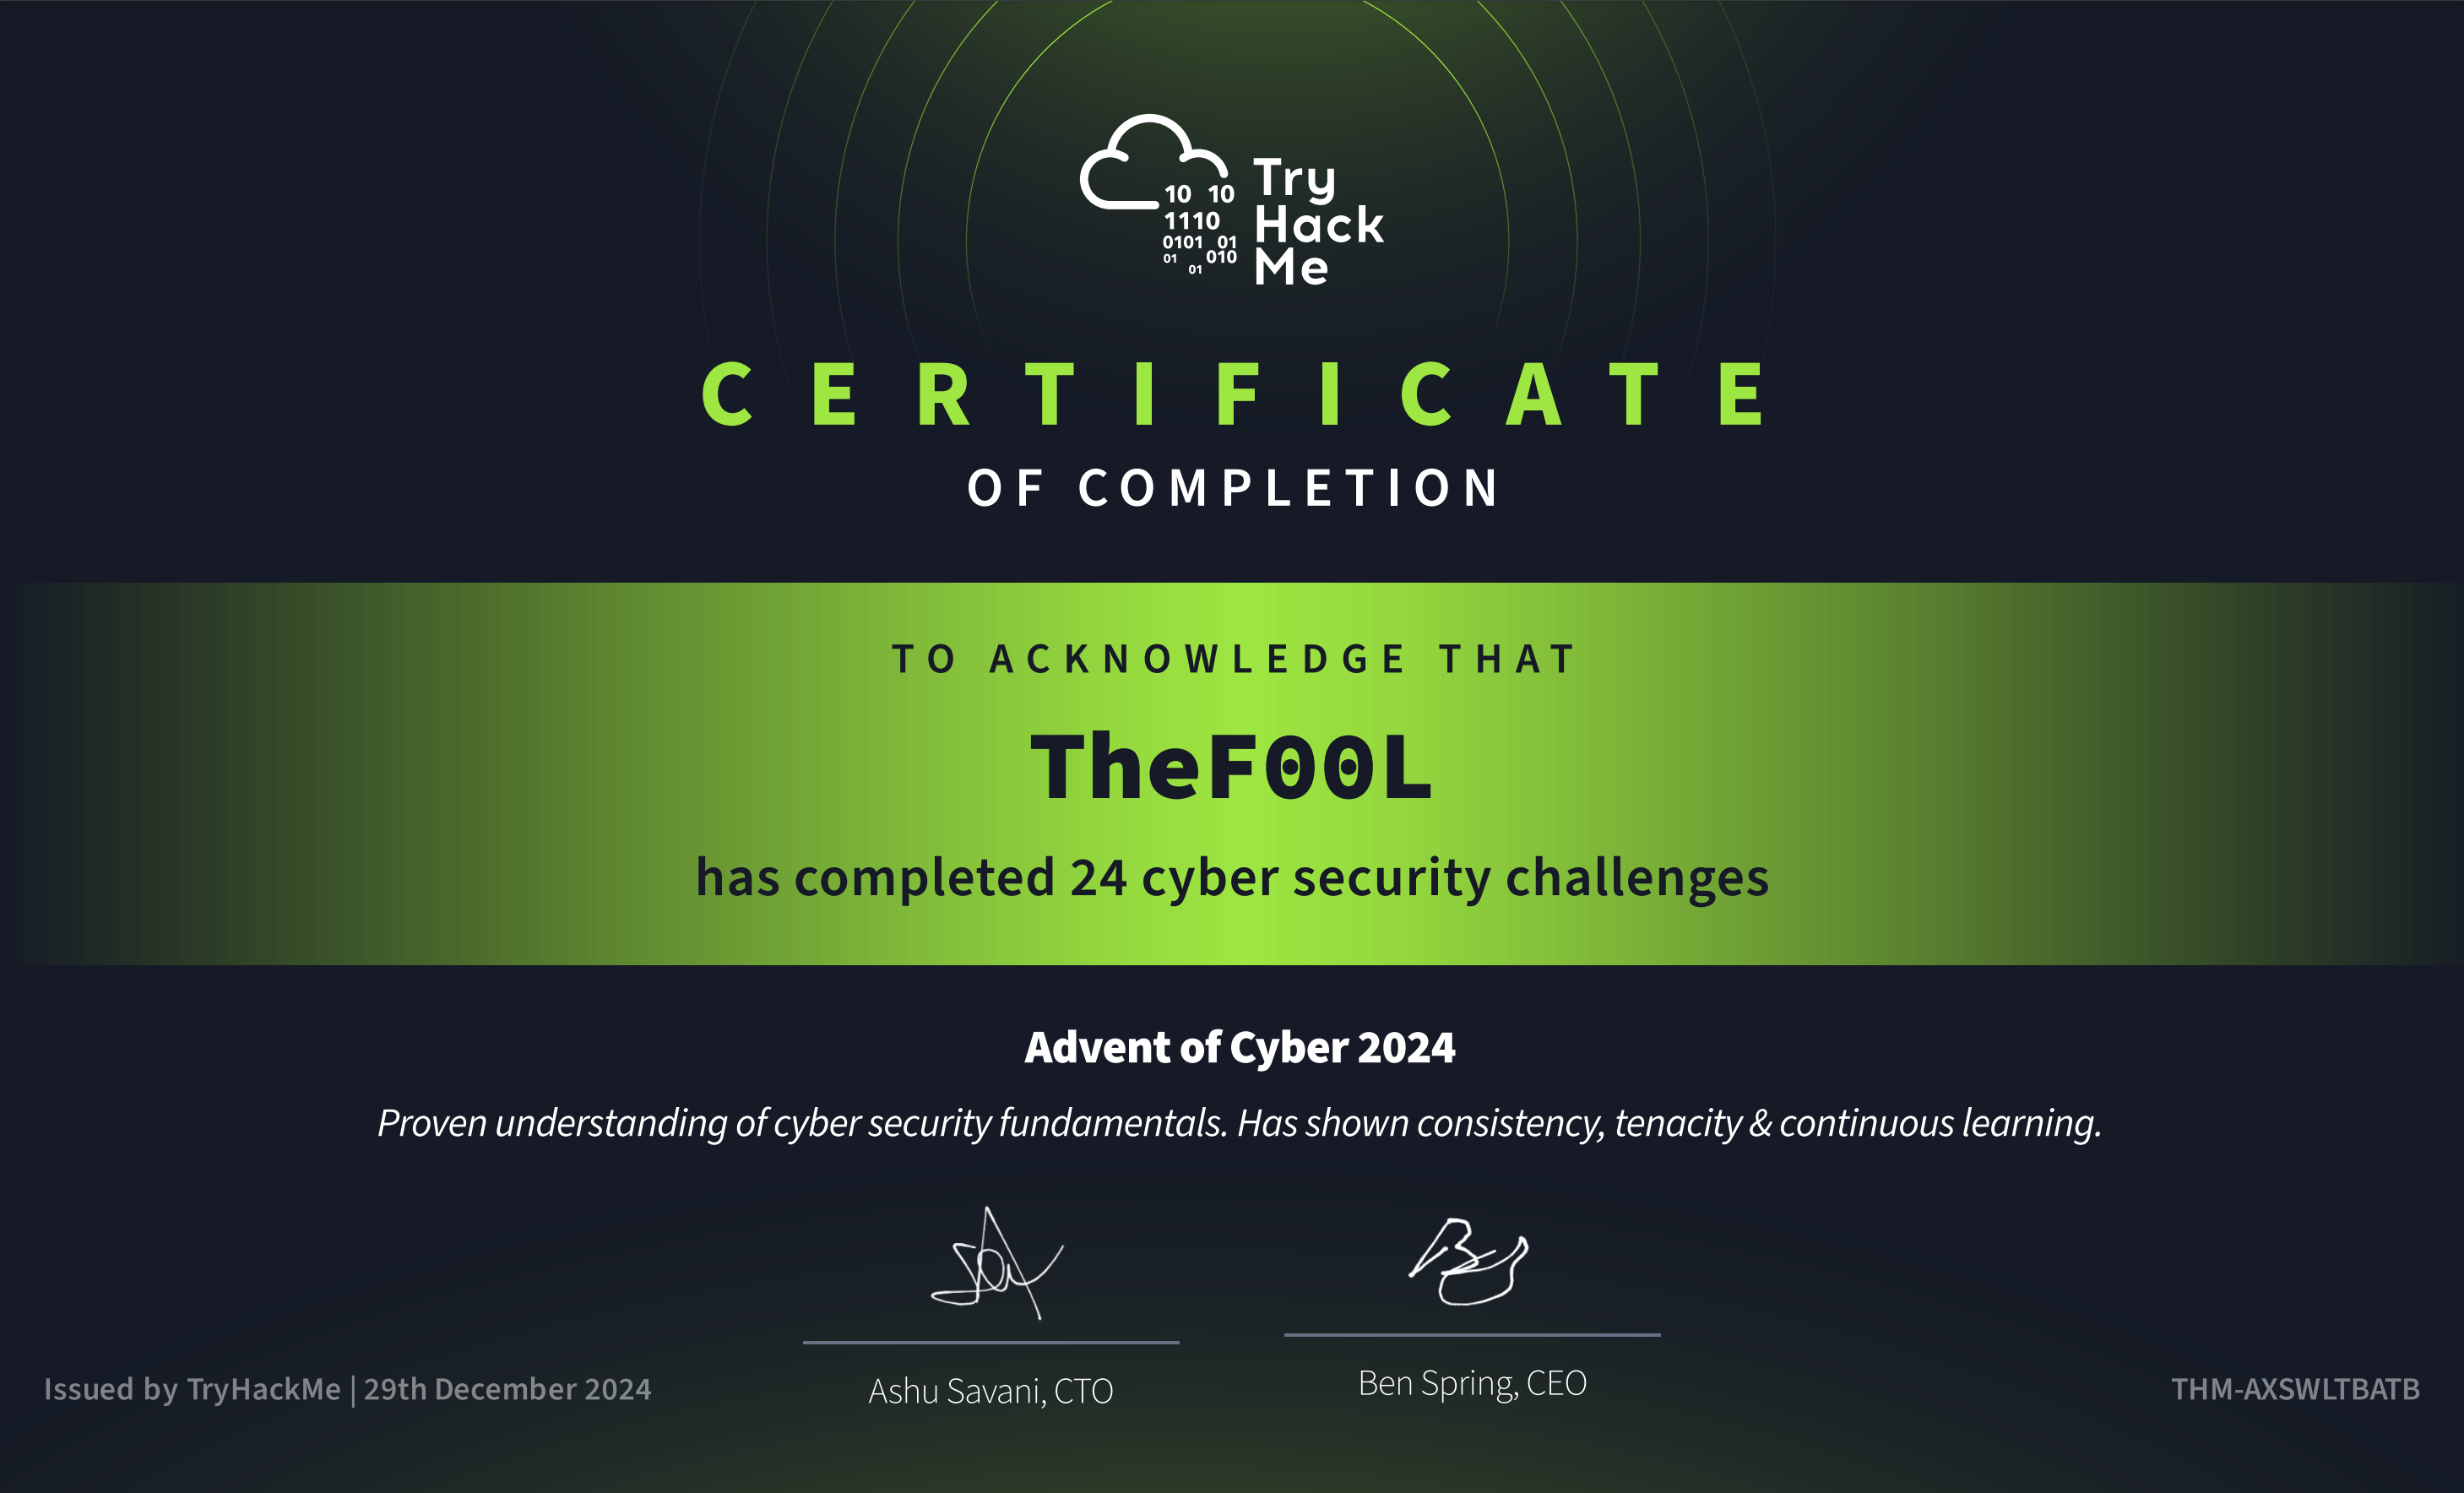 10 10
1110
0101 01
01 010
01
Try
Hack
Me
CERTIFICATE
OF COMPLETION
TO ACKNOWLEDGE THAT
TheF00L
has completed 24 cyber security challenges
Advent of Cyber 2024
Proven understanding of cyber security fundamentals. Has shown consistency, tenacity & continuous learning.
Issued by TryHackMe | 29th December 2024
Ashu Savani, CTO
Ben Spring, CEO
THM-AXSWLTBATB